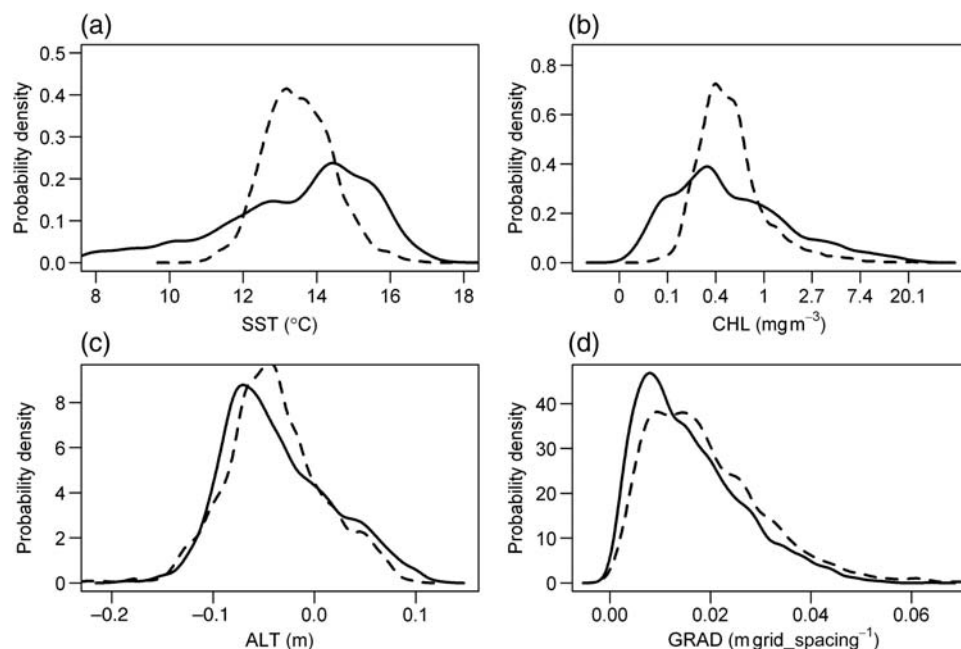 (a)
Probability density
0.5
0.4
0.3
0.2
0.1
0.0
8 10 12 14 16 18
SST (°C)
(b)
Probability density
0.8
0.6
0.4
0.2
0.0
0 0.1 0.4 1 2.7 7.4 20.1
CHL (mg m−3)
(c)
Probability density
8
6
4
2
0
−0.2 −0.1 0.0 0.1
ALT (m)
(d)
Probability density
40
30
20
10
0
0.00 0.02 0.04 0.06
GRAD (m grid_spacing−1)